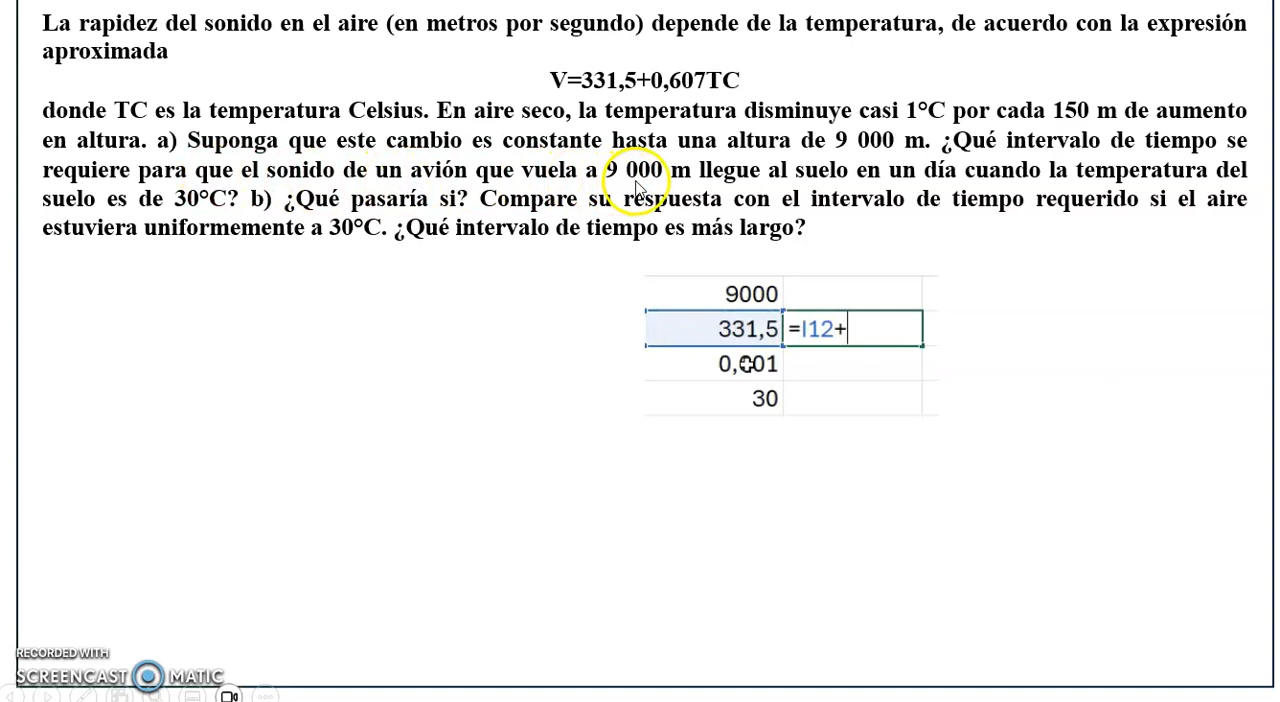 La rapidez del sonido en el aire (en metros por segundo) depende de la temperatura, de acuerdo con la expresión
aproximada
V=331,5+0,607TC
donde TC es la temperatura Celsius. En aire seco, la temperatura disminuye casi 1°C por cada 150 m de aumento
en altura. a) Suponga que este cambio es constante hasta una altura de 9 000 m. ¿Qué intervalo de tiempo se
requiere para que el sonido de un avión que vuela a 9 000 m llegue al suelo en un día cuando la temperatura del
suelo es de 30°C? b) ¿Qué pasaría si? Compare su respuesta con el intervalo de tiempo requerido si el aire
estuviera uniformemente a 30°C. ¿Qué intervalo de tiempo es más largo?
9000
331,5 =I12+
30
RECORDED WITH
SCREENCAST MATIC